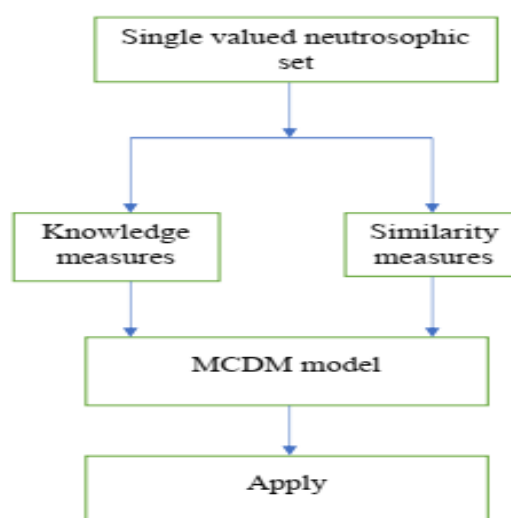 Single valued neutrosophic
set
Knowledge
measures
Similarity
measures
MCDM model
Apply